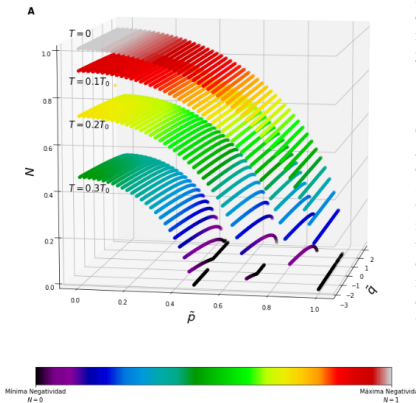 A
T = 0
1.0
T = 0.1T₀
0.8
T = 0.2T₀
0.6
N
0.4
T = 0.3T₀
0.2
0.0
0.0
0.2
0.4
0.6
0.8
1.0
p̃
−3
−2
−1
0
1
2
q̃
Mínima Negatividad
N = 0
Máxima Negativida
N = 1